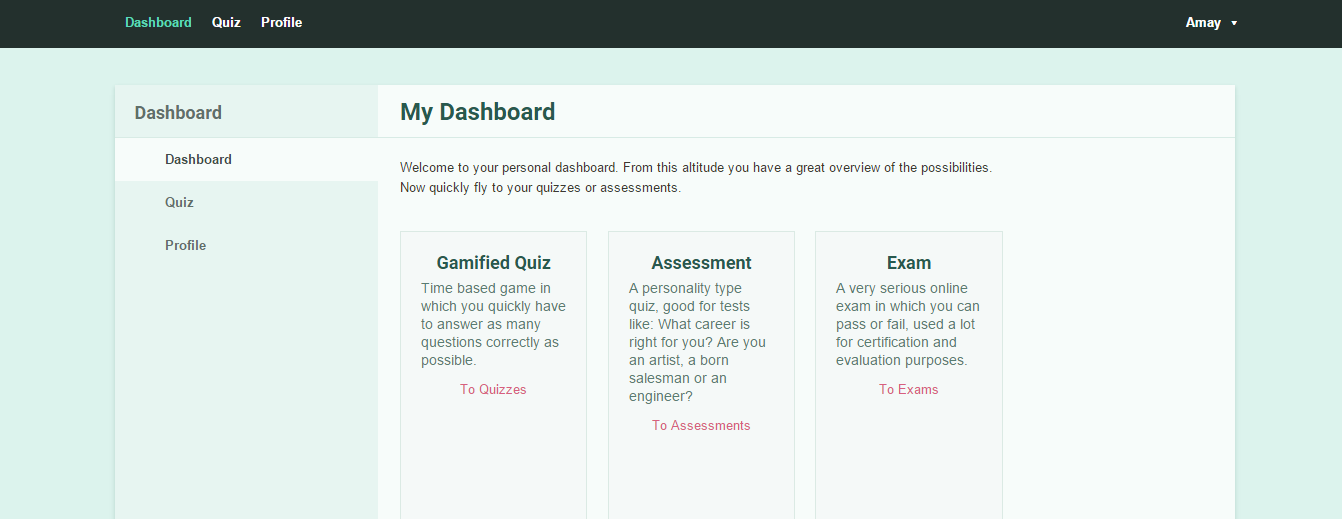 Dashboard Quiz Profile Amay
Dashboard
My Dashboard
Dashboard
Quiz
Profile
Welcome to your personal dashboard. From this altitude you have a great overview of the possibilities.
Now quickly fly to your quizzes or assessments.
Gamified Quiz
Time based game in
which you quickly have
to answer as many
questions correctly as
possible.
To Quizzes
Assessment
A personality type
quiz, good for tests
like: What career is
right for you? Are you
an artist, a born
salesman or an
engineer?
To Assessments
Exam
A very serious online
exam in which you can
pass or fail, used a lot
for certification and
evaluation purposes.
To Exams